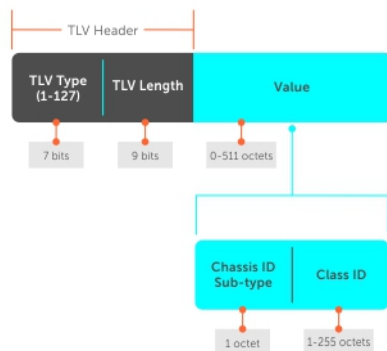 TLV Header
TLV Type
(1-127)
TLV Length
Value
7 bits
9 bits
0-511 octets
Chassis ID
Sub-type
Class ID
1 octet
1-255 octets